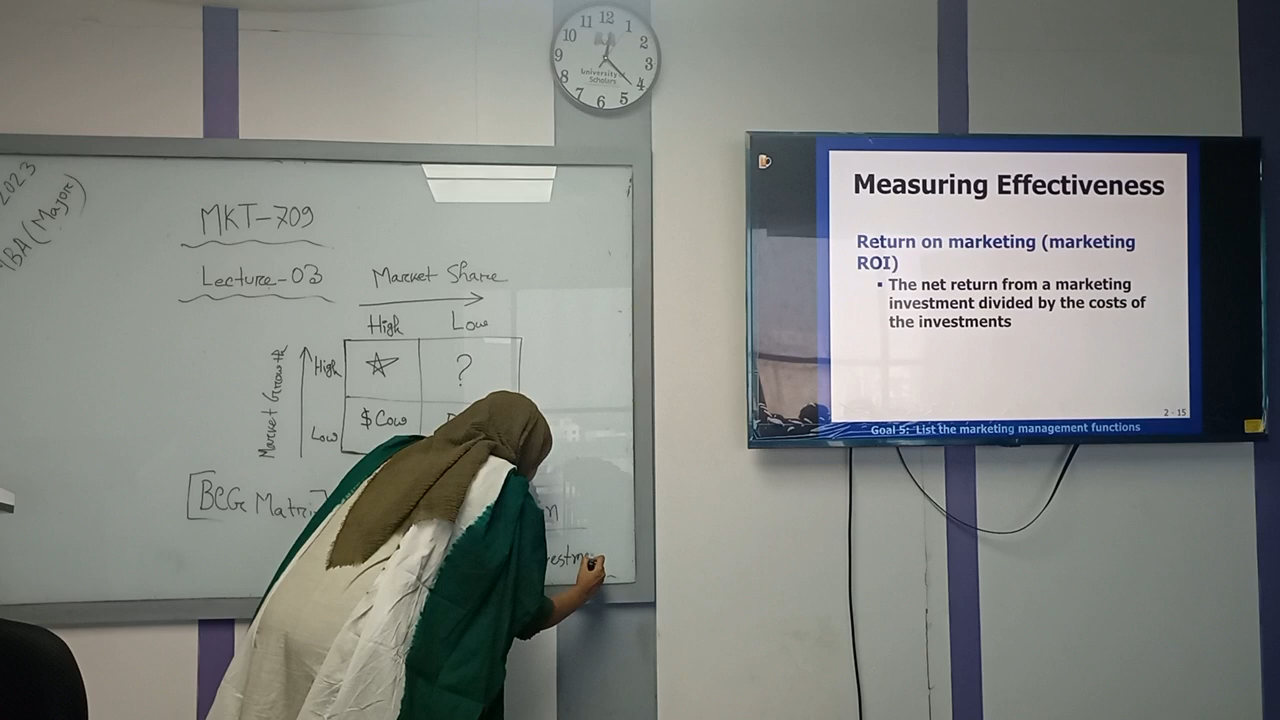 12
11
1
10
2
9
3
8
4
7
5
6
University of
Scholars
2023
MBA (Major)
MKT-709
Lecture-03
Market Share
High
Low
Market Growth
High
?
Low
$ Cow
[BCG Matrix
Measuring Effectiveness
Return on marketing (marketing
ROI)
▪ The net return from a marketing
investment divided by the costs of
the investments
2 - 15
Goal 5: List the marketing management functions